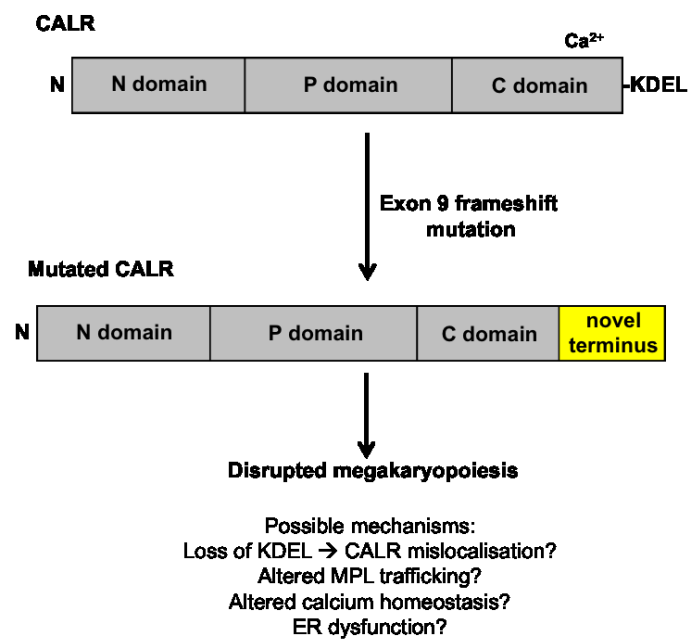 CALR
Ca²⁺
N N domain P domain C domain -KDEL
Exon 9 frameshift
mutation
Mutated CALR
N N domain P domain C domain novel
terminus
Disrupted megakaryopoiesis
Possible mechanisms:
Loss of KDEL → CALR mislocalisation?
Altered MPL trafficking?
Altered calcium homeostasis?
ER dysfunction?